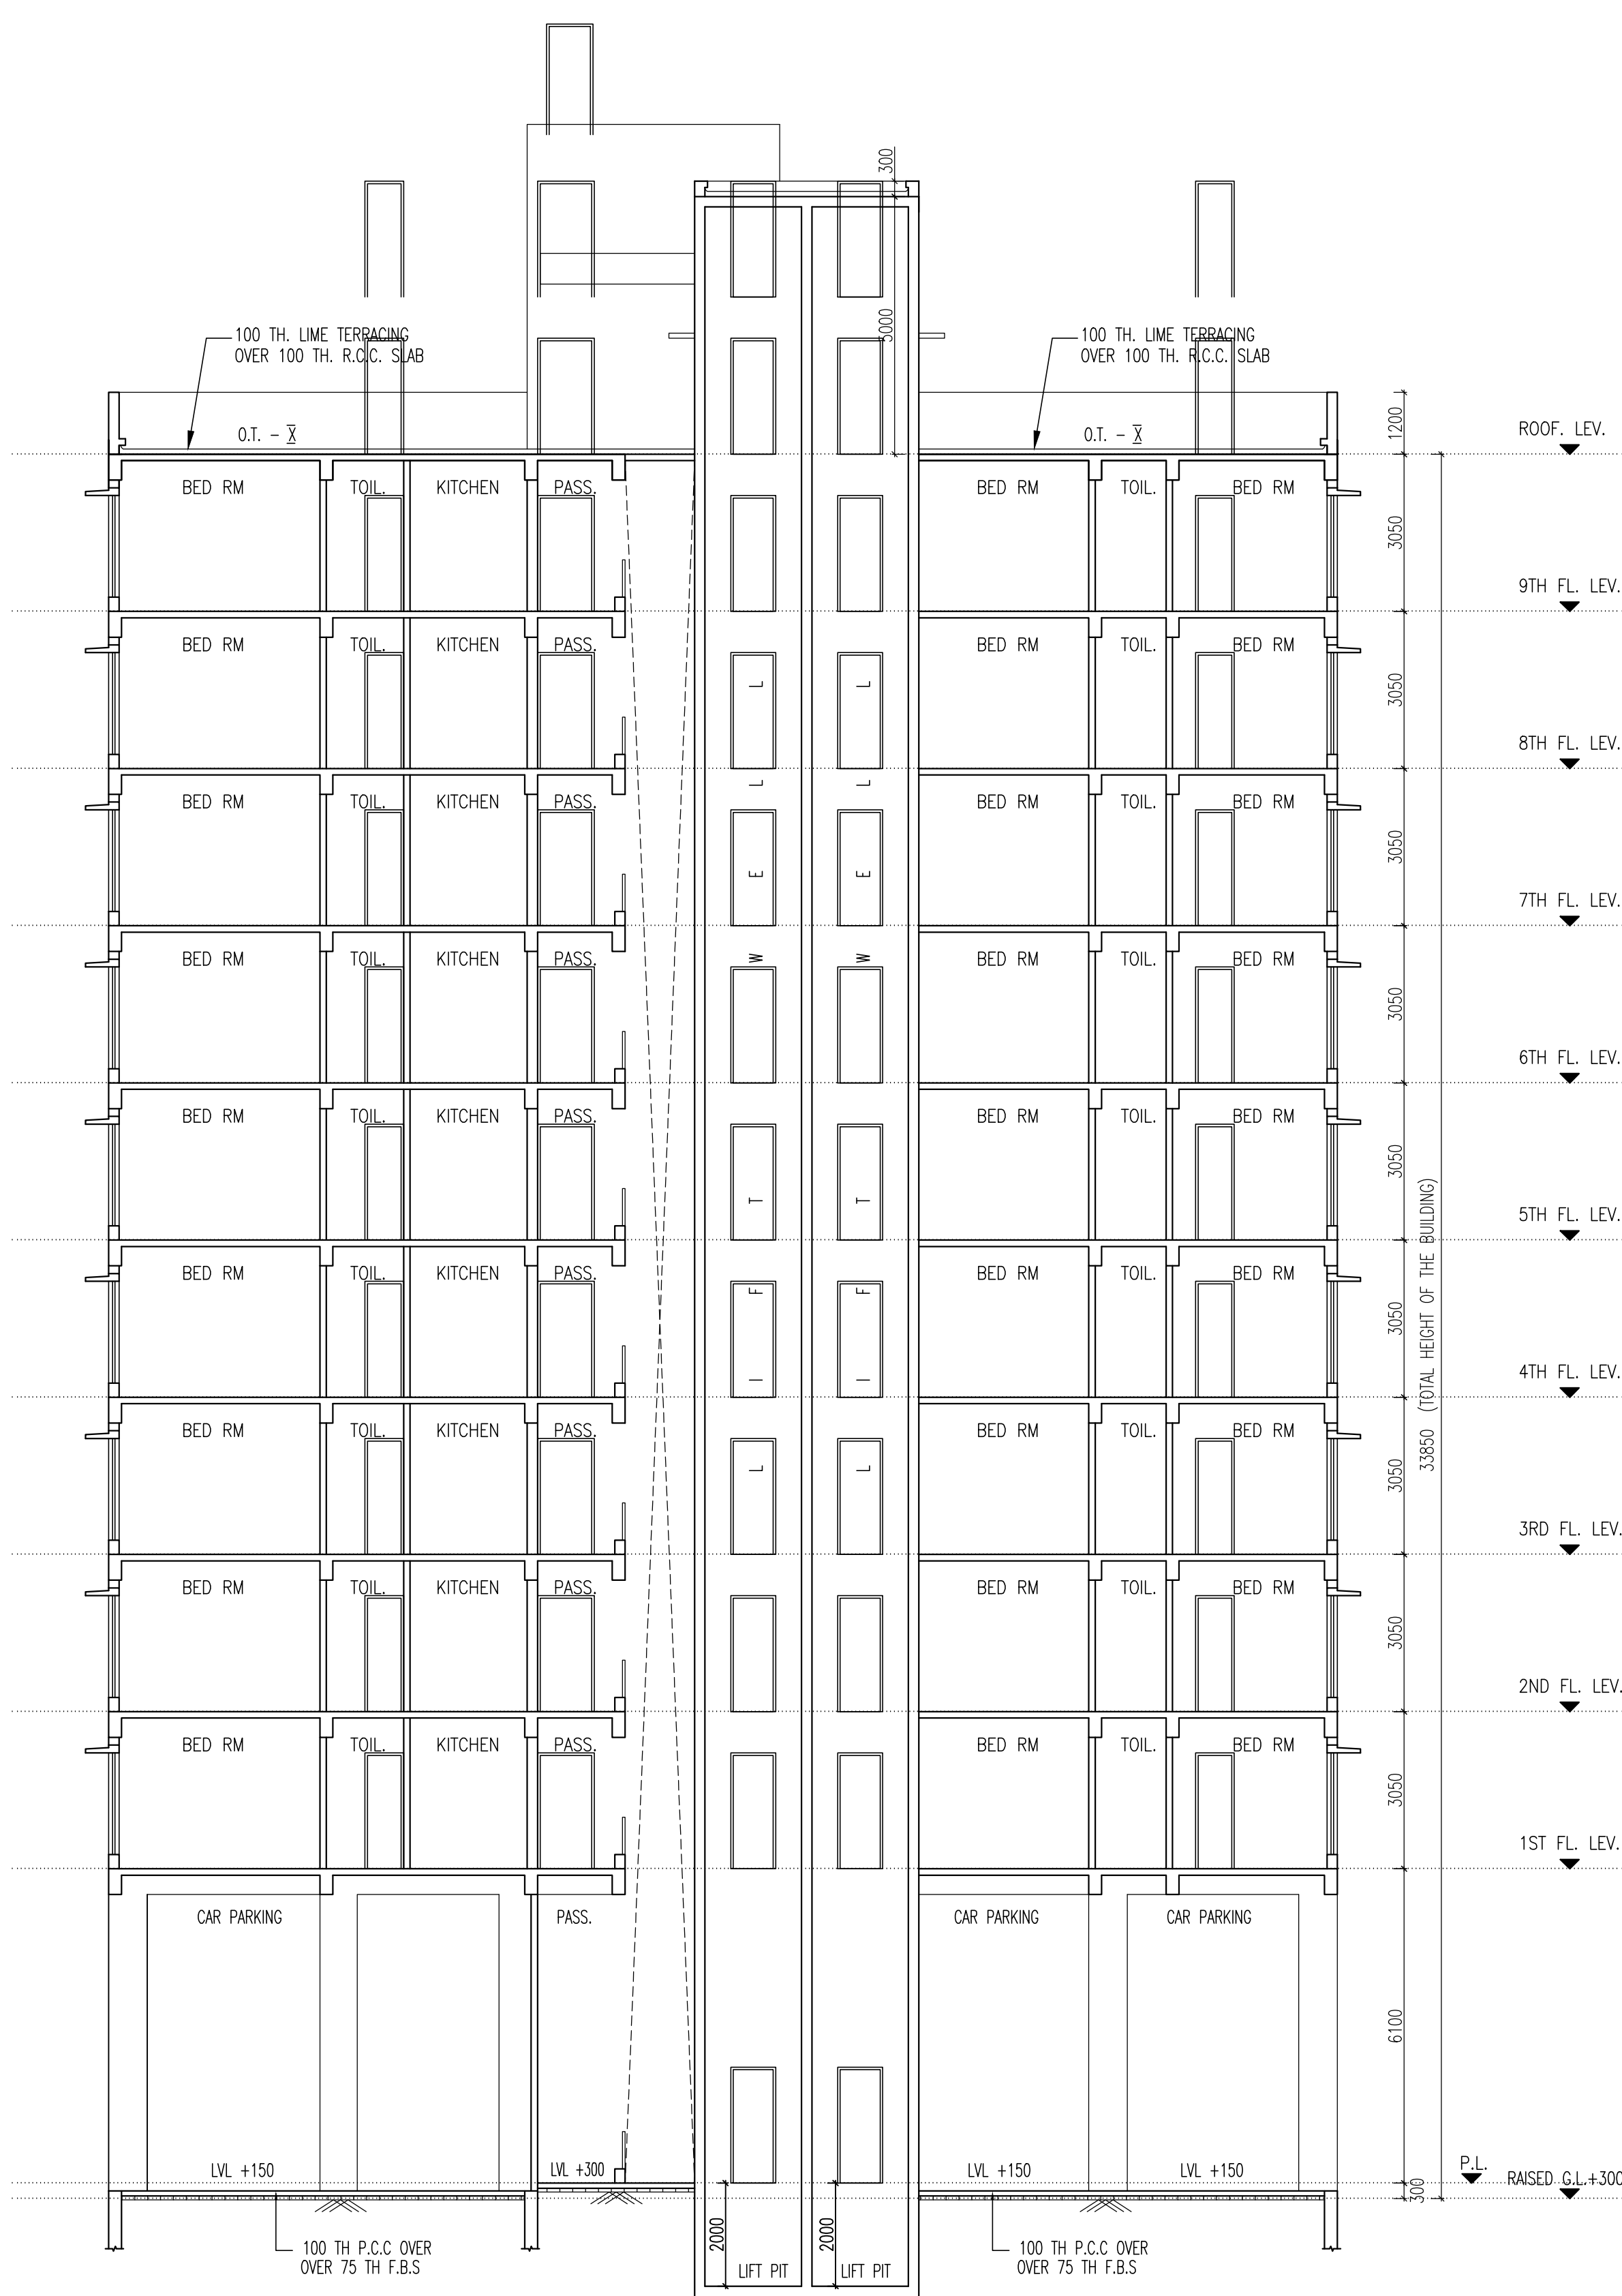 300
5000
100 TH. LIME TERRACING
OVER 100 TH. R.C.C. SLAB
100 TH. LIME TERRACING
OVER 100 TH. R.C.C. SLAB
O.T. – X̅
O.T. – X̅
1200
ROOF. LEV.
BED RM TOIL. KITCHEN PASS. BED RM TOIL. BED RM
3050
9TH FL. LEV.
BED RM TOIL. KITCHEN PASS. BED RM TOIL. BED RM
3050
8TH FL. LEV.
BED RM TOIL. KITCHEN PASS. BED RM TOIL. BED RM
3050
7TH FL. LEV.
BED RM TOIL. KITCHEN PASS. BED RM TOIL. BED RM
3050
6TH FL. LEV.
BED RM TOIL. KITCHEN PASS. BED RM TOIL. BED RM
3050
5TH FL. LEV.
BED RM TOIL. KITCHEN PASS. BED RM TOIL. BED RM
3050
4TH FL. LEV.
BED RM TOIL. KITCHEN PASS. BED RM TOIL. BED RM
3050
3RD FL. LEV.
BED RM TOIL. KITCHEN PASS. BED RM TOIL. BED RM
3050
2ND FL. LEV.
BED RM TOIL. KITCHEN PASS. BED RM TOIL. BED RM
3050
1ST FL. LEV.
L I F T W E L L
L I F T W E L L
33850 (TOTAL HEIGHT OF THE BUILDING)
CAR PARKING PASS. CAR PARKING CAR PARKING
6100
LVL +150 LVL +300 LVL +150 LVL +150
P.L.
RAISED G.L.+300
300
2000
2000
100 TH P.C.C OVER
OVER 75 TH F.B.S
LIFT PIT
LIFT PIT
100 TH P.C.C OVER
OVER 75 TH F.B.S